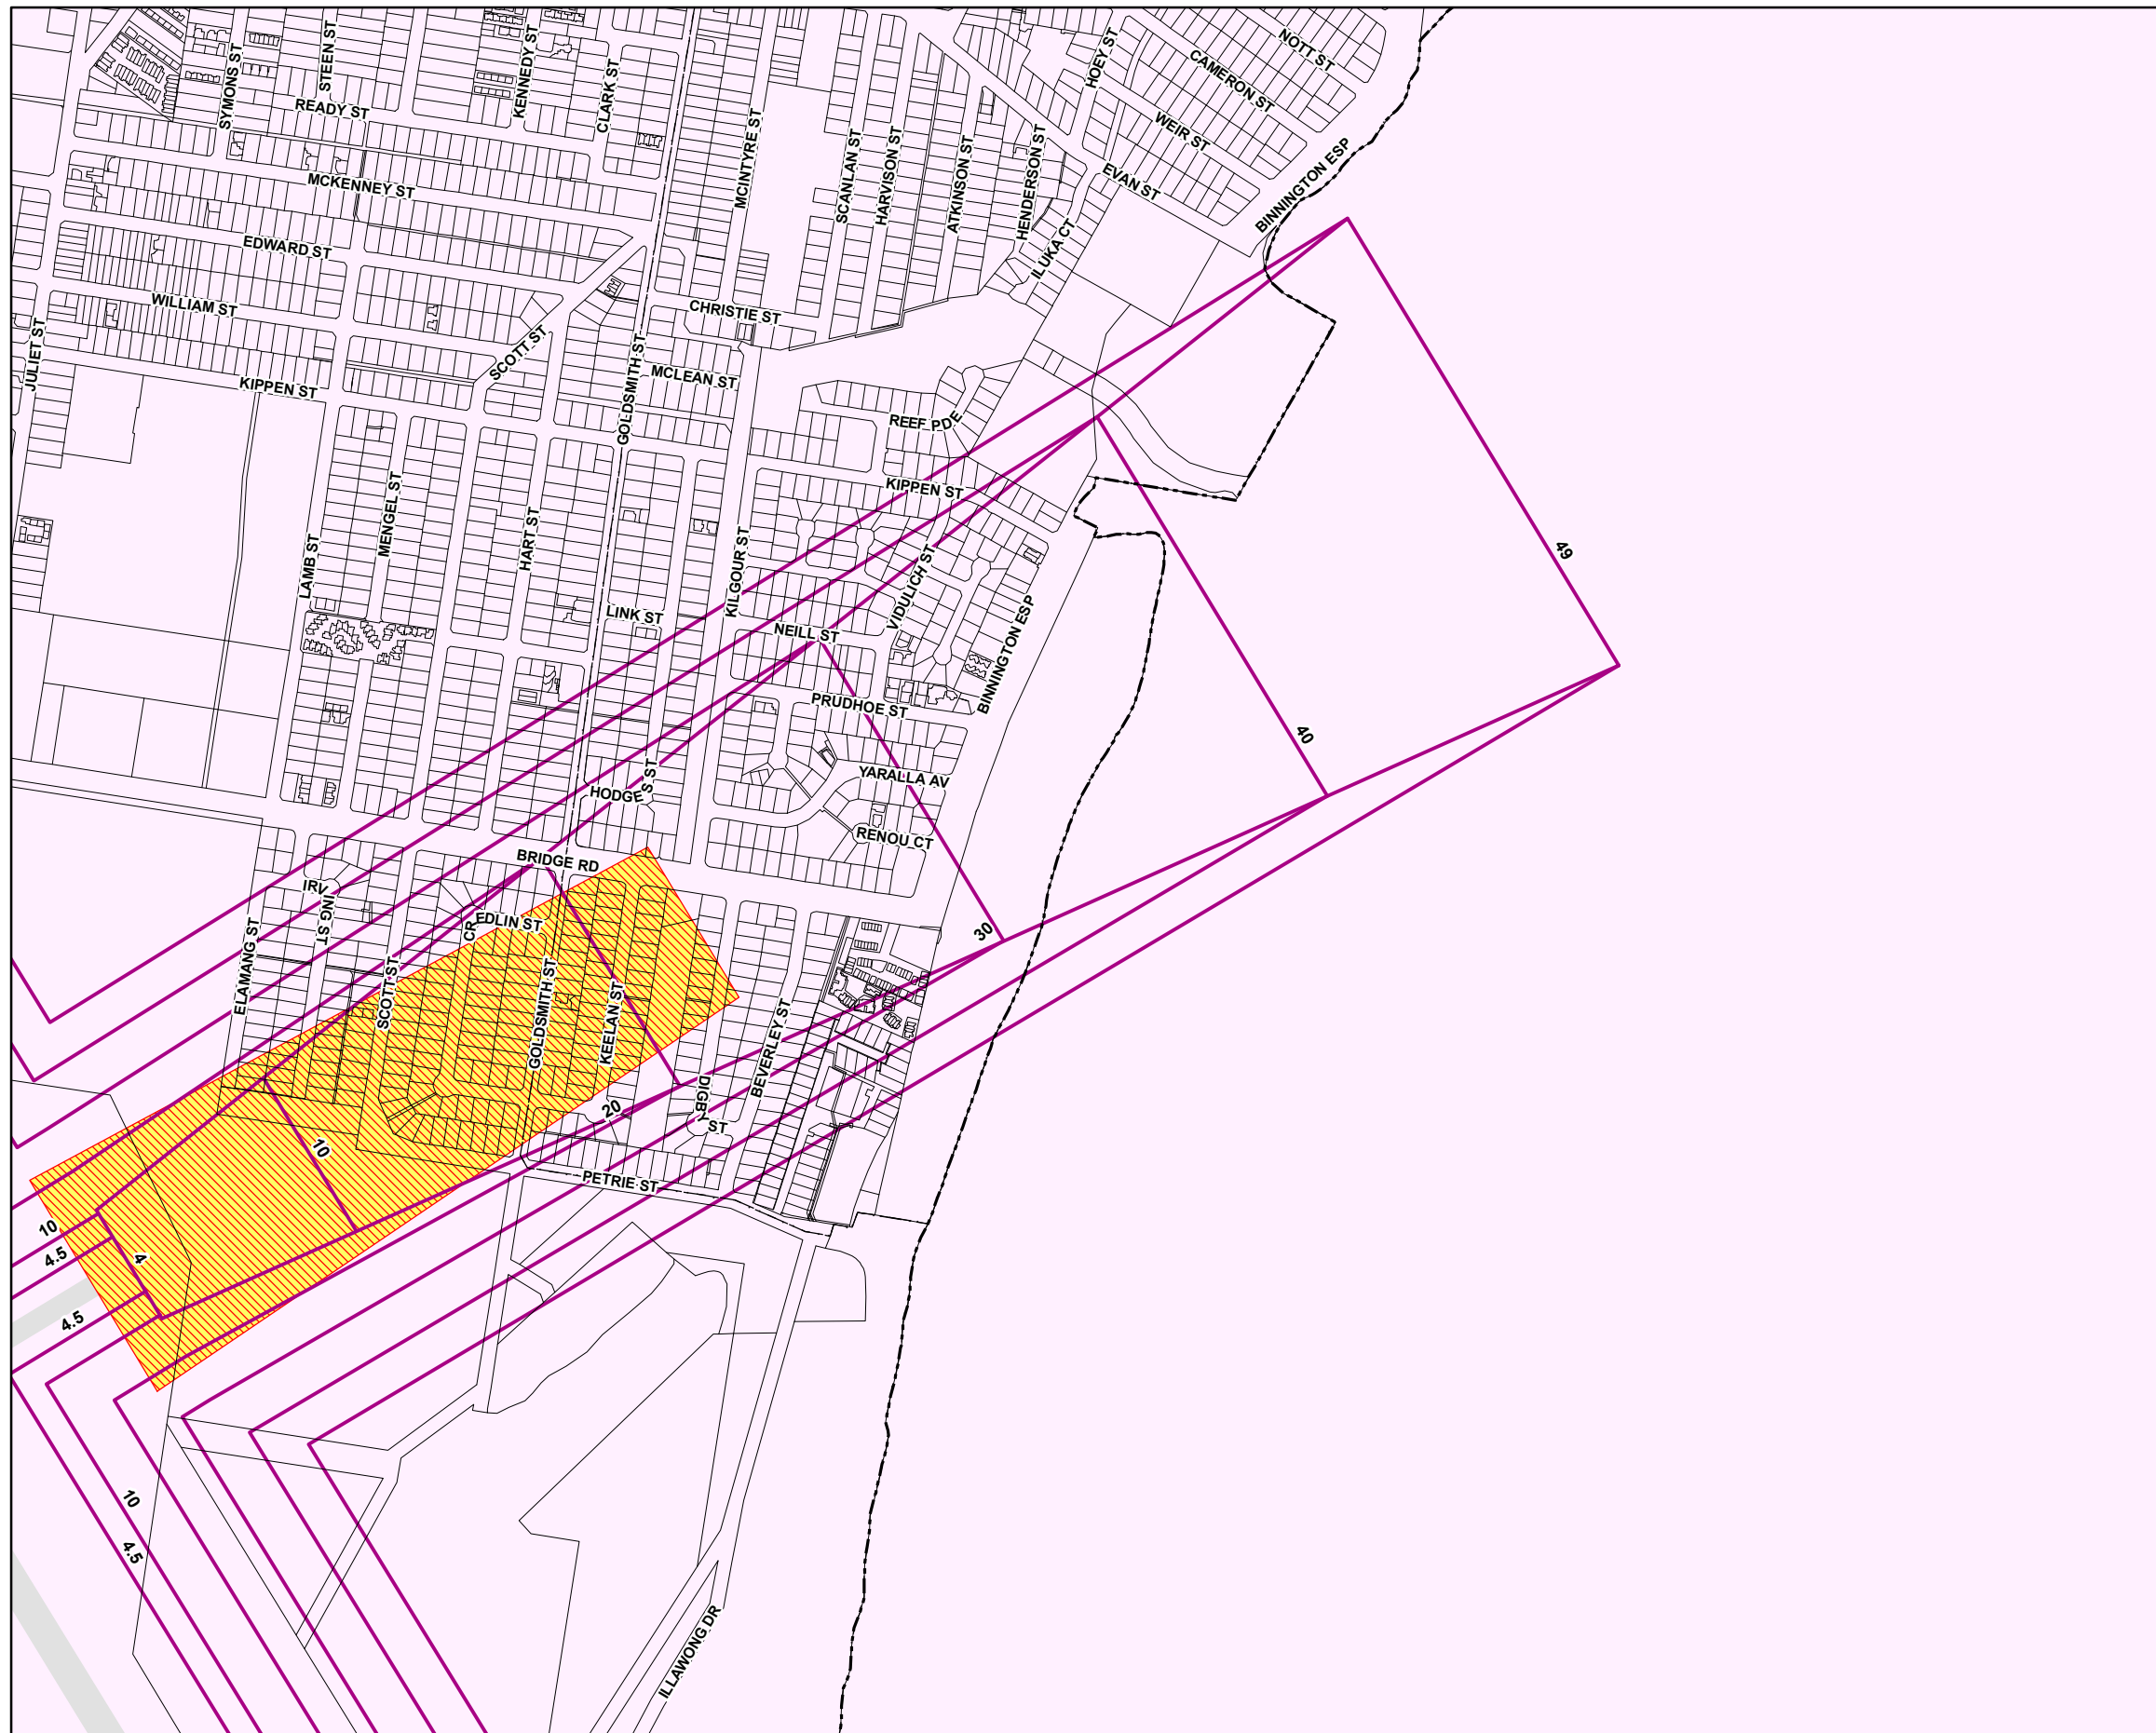 NOTT ST
CAMERON ST
HOEY ST
WEIR ST
EVAN ST
BINNINGTON ESP
STEEN ST
SYMONS ST
KENNEDY ST
CLARK ST
READY ST
MCINTYRE ST
SCANLAN ST
HARVISON ST
ATKINSON ST
HENDERSON ST
ILUKA CT
MCKENNEY ST
EDWARD ST
WILLIAM ST
CHRISTIE ST
SCOTT ST
JULIET ST
KIPPEN ST
GOLDSMITH ST
MCLEAN ST
REEF PDE
KIPPEN ST
MENGEL ST
HART ST
LAMB ST
KILGOUR ST
VIDULICH ST
49
LINK ST
NEILL ST
BINNINGTON ESP
PRUDHOE ST
40
YARALLA AV
HODGES ST
RENOU CT
BRIDGE RD
IRVING ST
EDLIN ST
CR
30
ELAMANG ST
SCOTT ST
GOLDSMITH ST
KEELAN ST
BEVERLEY ST
DIGBY ST
20
10
PETRIE ST
10
4.5
4
4.5
10
4.5
ILLAWONG DR